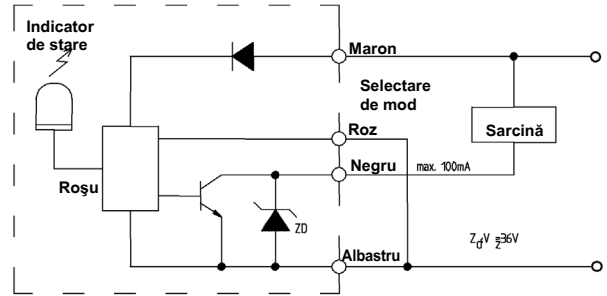 Indicator
de stare
Maron
Selectare
de mod
Roz
Sarcină
Roşu
Negru
max. 100mA
ZD
Albastru